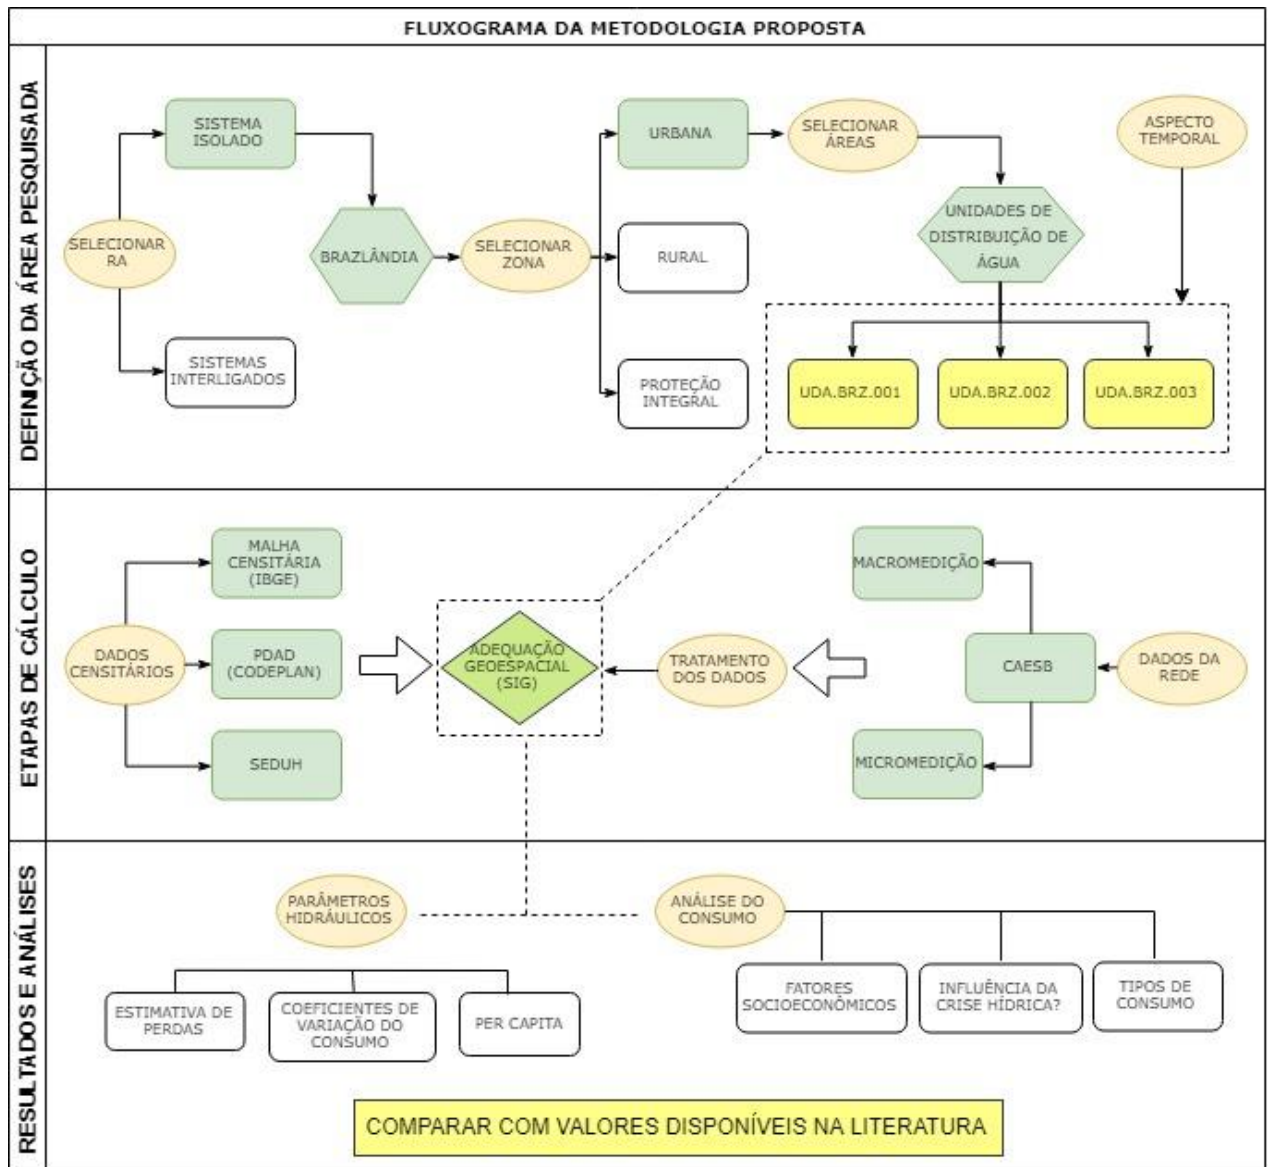 FLUXOGRAMA DA METODOLOGIA PROPOSTA
DEFINIÇÃO DA ÁREA PESQUISADA
SISTEMA
ISOLADO
URBANA
SELECIONAR
ÁREAS
ASPECTO
TEMPORAL
SELECIONAR
RA
BRAZLÂNDIA
SELECIONAR
ZONA
RURAL
UNIDADES DE
DISTRIBUIÇÃO DE
ÁGUA
SISTEMAS
INTERLIGADOS
PROTEÇÃO
INTEGRAL
UDA.BRZ.001
UDA.BRZ.002
UDA.BRZ.003
ETAPAS DE CÁLCULO
MALHA
CENSITÁRIA
(IBGE)
MACROMEDIÇÃO
DADOS
CENSITÁRIOS
PDAD
(CODEPLAN)
ADEQUAÇÃO
GEOESPACIAL
(SIG)
TRATAMENTO
DOS DADOS
CAESB
DADOS DA
REDE
SEDUH
MICROMEDIÇÃO
RESULTADOS E ANÁLISES
PARÂMETROS
HIDRÁULICOS
ANÁLISE DO
CONSUMO
ESTIMATIVA DE
PERDAS
COEFICIENTES DE
VARIAÇÃO DO
CONSUMO
PER CAPITA
FATORES
SOCIOECONÔMICOS
INFLUÊNCIA DA
CRISE HÍDRICA?
TIPOS DE
CONSUMO
COMPARAR COM VALORES DISPONÍVEIS NA LITERATURA